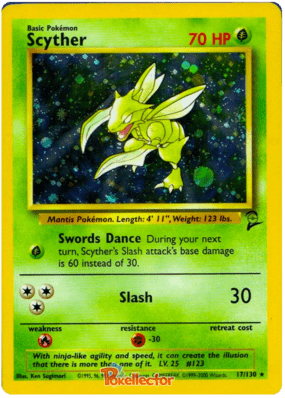 Basic Pokémon
Scyther 70 HP
Mantis Pokémon. Length: 4' 11", Weight: 123 lbs.
Swords Dance During your next
turn, Scyther's Slash attack's base damage
is 60 instead of 30.
Slash 30
weakness resistance retreat cost
-30
With ninja-like agility and speed, it can create the illusion
that there is more than one of it. LV. 25 #123
Illus. Ken Sugimori ©1999-2000 Wizards. 17/130 ★
Pokellector